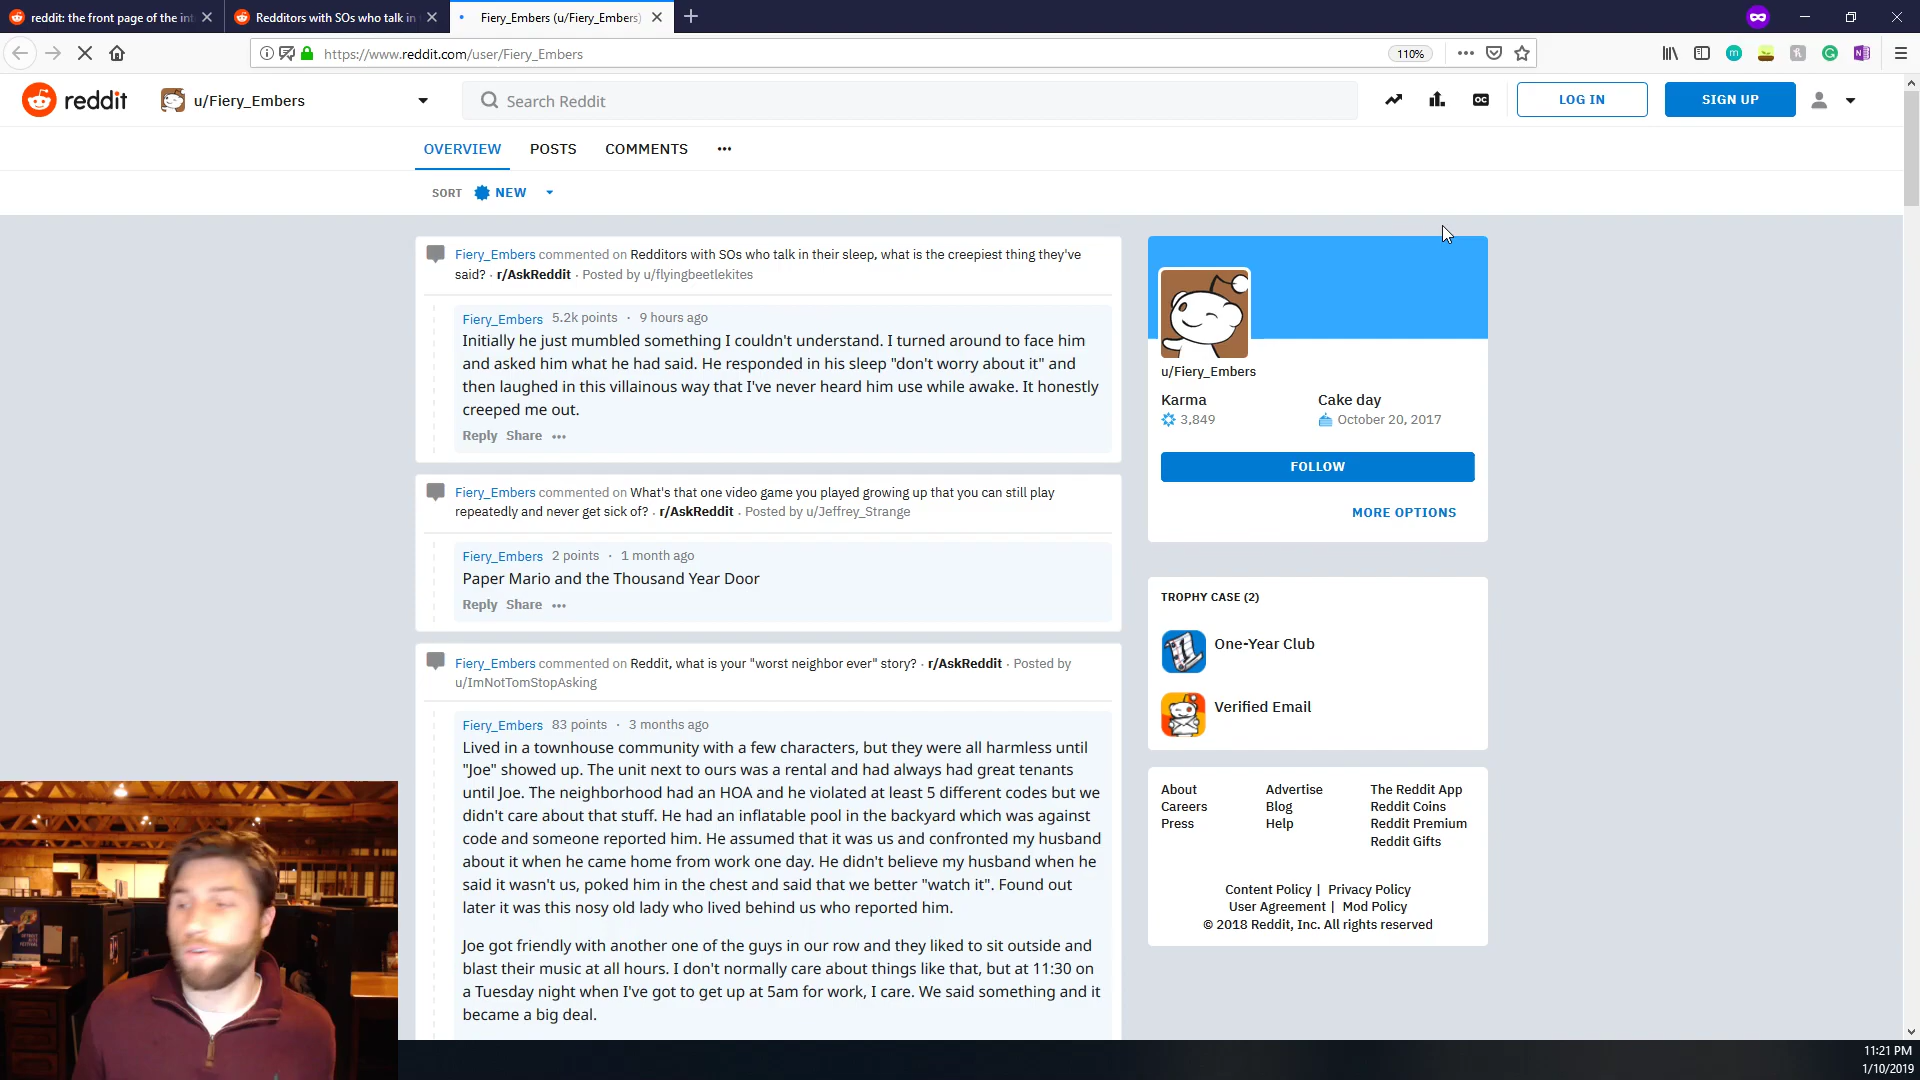 reddit: the front page of the int
Redditors with SOs who talk in
Fiery_Embers (u/Fiery_Embers)
https://www.reddit.com/user/Fiery_Embers
110%
reddit
u/Fiery_Embers
Search Reddit
OC
LOG IN
SIGN UP
OVERVIEW
POSTS
COMMENTS
SORT
NEW
Fiery_Embers commented on Redditors with SOs who talk in their sleep, what is the creepiest thing they've
said? · r/AskReddit · Posted by u/flyingbeetlekites
Fiery_Embers 5.2k points · 9 hours ago
Initially he just mumbled something I couldn't understand. I turned around to face him
and asked him what he had said. He responded in his sleep "don't worry about it" and
then laughed in this villainous way that I've never heard him use while awake. It honestly
creeped me out.
Reply Share
Fiery_Embers commented on What's that one video game you played growing up that you can still play
repeatedly and never get sick of? · r/AskReddit · Posted by u/Jeffrey_Strange
Fiery_Embers 2 points · 1 month ago
Paper Mario and the Thousand Year Door
Reply Share
Fiery_Embers commented on Reddit, what is your "worst neighbor ever" story? · r/AskReddit · Posted by
u/ImNotTomStopAsking
Fiery_Embers 83 points · 3 months ago
Lived in a townhouse community with a few characters, but they were all harmless until
"Joe" showed up. The unit next to ours was a rental and had always had great tenants
until Joe. The neighborhood had an HOA and he violated at least 5 different codes but we
didn't care about that stuff. He had an inflatable pool in the backyard which was against
code and someone reported him. He assumed that it was us and confronted my husband
about it when he came home from work one day. He didn't believe my husband when he
said it wasn't us, poked him in the chest and said that we better "watch it". Found out
later it was this nosy old lady who lived behind us who reported him.
Joe got friendly with another one of the guys in our row and they liked to sit outside and
blast their music at all hours. I don't normally care about things like that, but at 11:30 on
a Tuesday night when I've got to get up at 5am for work, I care. We said something and it
became a big deal.
u/Fiery_Embers
Karma
Cake day
3,849
October 20, 2017
FOLLOW
MORE OPTIONS
TROPHY CASE (2)
One-Year Club
Verified Email
About
Careers
Press
Advertise
Blog
Help
The Reddit App
Reddit Coins
Reddit Premium
Reddit Gifts
Content Policy | Privacy Policy
User Agreement | Mod Policy
© 2018 Reddit, Inc. All rights reserved
11:21 PM
1/10/2019